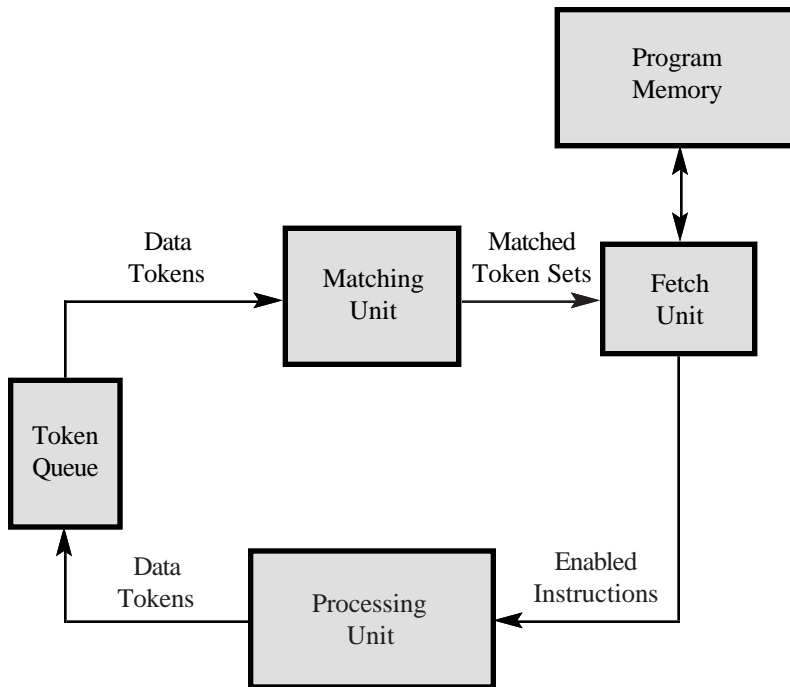 Program
Memory
Data
Tokens
Matching
Unit
Matched
Token Sets
Fetch
Unit
Token
Queue
Data
Tokens
Processing
Unit
Enabled
Instructions